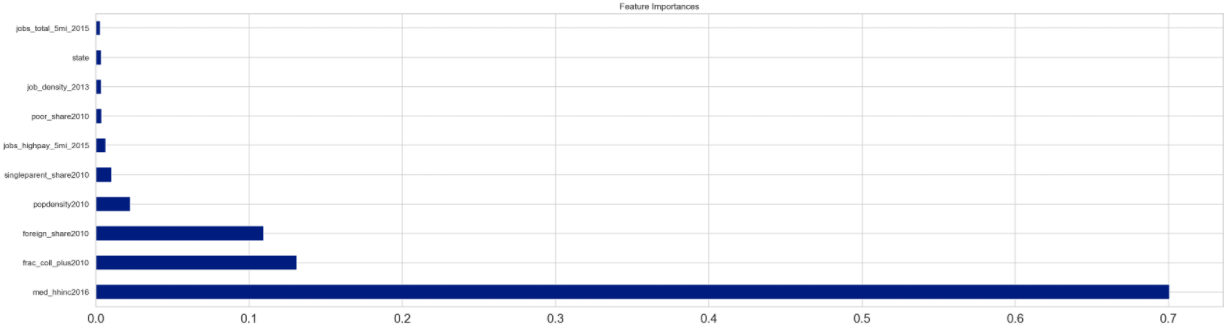 Feature Importances
jobs_total_5mi_2015
state
job_density_2013
poor_share2010
jobs_highpay_5mi_2015
singleparent_share2010
popdensity2010
foreign_share2010
frac_coll_plus2010
med_hhinc2016
0.0 0.1 0.2 0.3 0.4 0.5 0.6 0.7